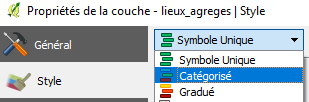 Propriétés de la couche - lieux_agreges | Style
Général
Symbole Unique
Symbole Unique
Style
Catégorisé
Gradué